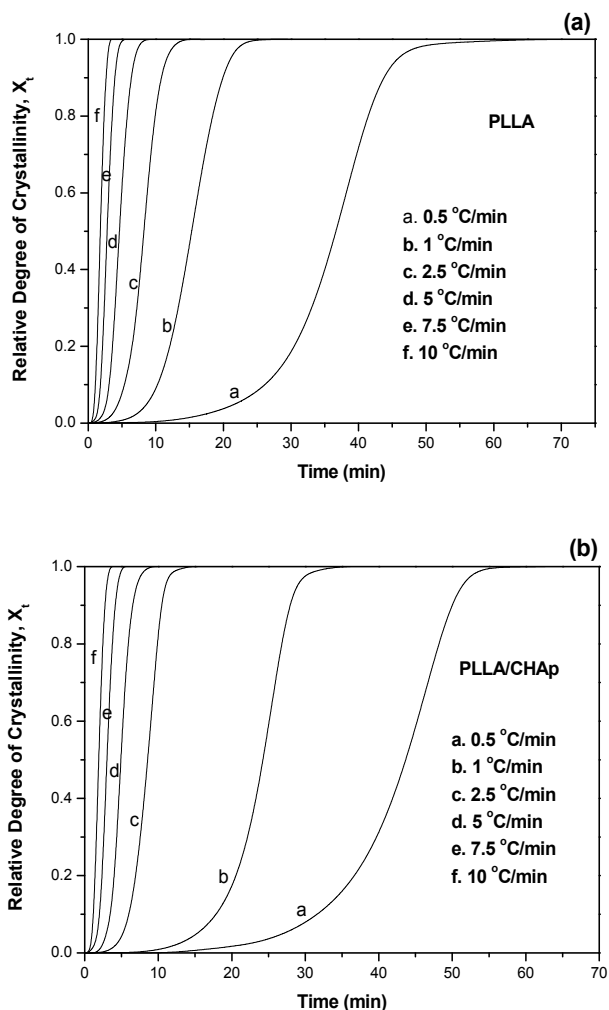 (a)
1.0
0.8
0.6
0.4
0.2
0.0
Relative Degree of Crystallinity, Xt
f
e
d
c
b
a
PLLA
a. 0.5 °C/min
b. 1 °C/min
c. 2.5 °C/min
d. 5 °C/min
e. 7.5 °C/min
f. 10 °C/min
0 10 20 30 40 50 60 70
Time (min)
(b)
1.0
0.8
0.6
0.4
0.2
0.0
Relative Degree of Crystallinity, Xt
f
e
d
c
b
a
PLLA/CHAp
a. 0.5 °C/min
b. 1 °C/min
c. 2.5 °C/min
d. 5 °C/min
e. 7.5 °C/min
f. 10 °C/min
0 10 20 30 40 50 60 70
Time (min)